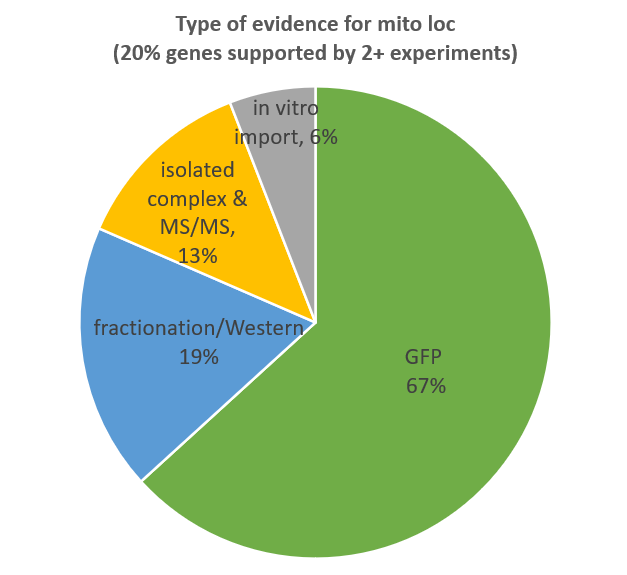 Type of evidence for mito loc
(20% genes supported by 2+ experiments)
in vitro
import, 6%
isolated
complex &
MS/MS,
13%
fractionation/Western
19%
GFP
67%